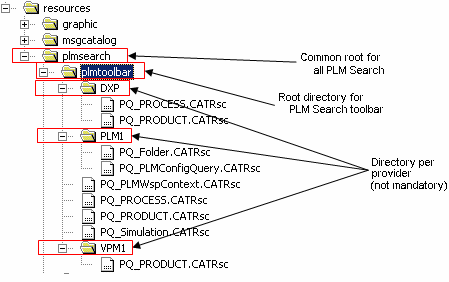 resources
graphic
msgcatalog
plmsearch
Common root for
all PLM Search
plmtoolbar
Root directory for
PLM Search toolbar
DXP
PQ_PROCESS.CATRsc
PQ_PRODUCT.CATRsc
PLM1
PQ_Folder.CATRsc
PQ_PLMConfigQuery.CATRsc
Directory per
provider
(not mandatory)
PQ_PLMWspContext.CATRsc
PQ_PROCESS.CATRsc
PQ_PRODUCT.CATRsc
PQ_Simulation.CATRsc
VPM1
PQ_PRODUCT.CATRsc